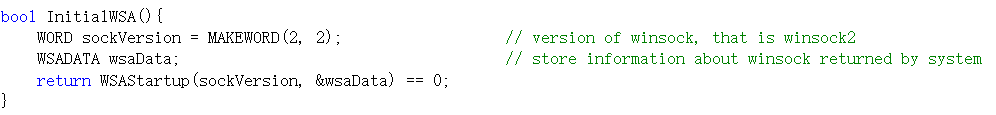 bool InitialWSA(){
    WORD sockVersion = MAKEWORD(2, 2);                  // version of winsock, that is winsock2
    WSADATA wsaData;                                    // store information about winsock returned by system
    return WSAStartup(sockVersion, &wsaData) == 0;
}